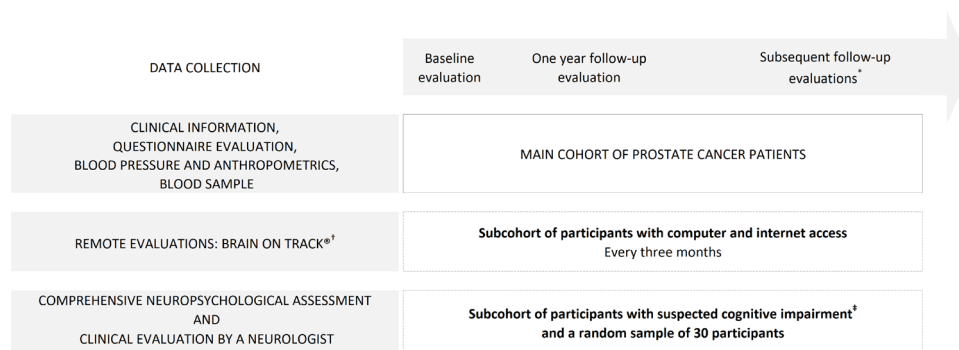 DATA COLLECTION
Baseline
evaluation
One year follow-up
evaluation
Subsequent follow-up
evaluations*
CLINICAL INFORMATION,
QUESTIONNAIRE EVALUATION,
BLOOD PRESSURE AND ANTHROPOMETRICS,
BLOOD SAMPLE
MAIN COHORT OF PROSTATE CANCER PATIENTS
REMOTE EVALUATIONS: BRAIN ON TRACK®†
Subcohort of participants with computer and internet access
Every three months
COMPREHENSIVE NEUROPSYCHOLOGICAL ASSESSMENT
AND
CLINICAL EVALUATION BY A NEUROLOGIST
Subcohort of participants with suspected cognitive impairment‡
and a random sample of 30 participants